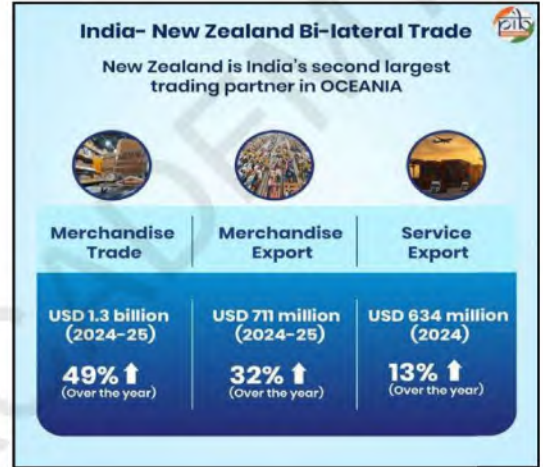 India- New Zealand Bi-lateral Trade
pib
New Zealand is India's second largest
trading partner in OCEANIA
Merchandise
Trade
Merchandise
Export
Service
Export
USD 1.3 billion
(2024-25)
49% ⬆
(Over the year)
USD 711 million
(2024-25)
32% ⬆
(Over the year)
USD 634 million
(2024)
13% ⬆
(Over the year)